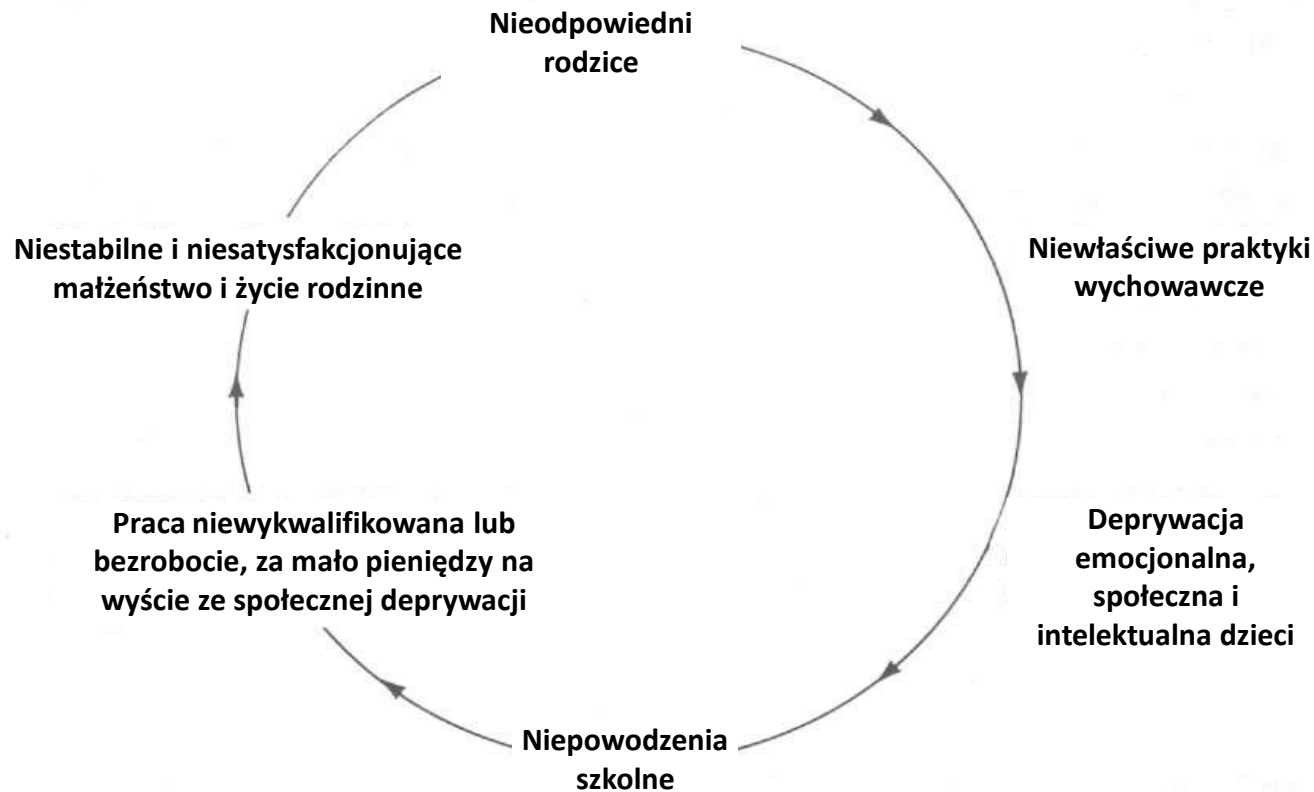 Nieodpowiedni
rodzice
Niewłaściwe praktyki
wychowawcze
Deprywacja
emocjonalna,
społeczna i
intelektualna dzieci
Niepowodzenia
szkolne
Praca niewykwalifikowana lub
bezrobocie, za mało pieniędzy na
wyście ze społecznej deprywacji
Niestabilne i niesatysfakcjonujące
małżeństwo i życie rodzinne